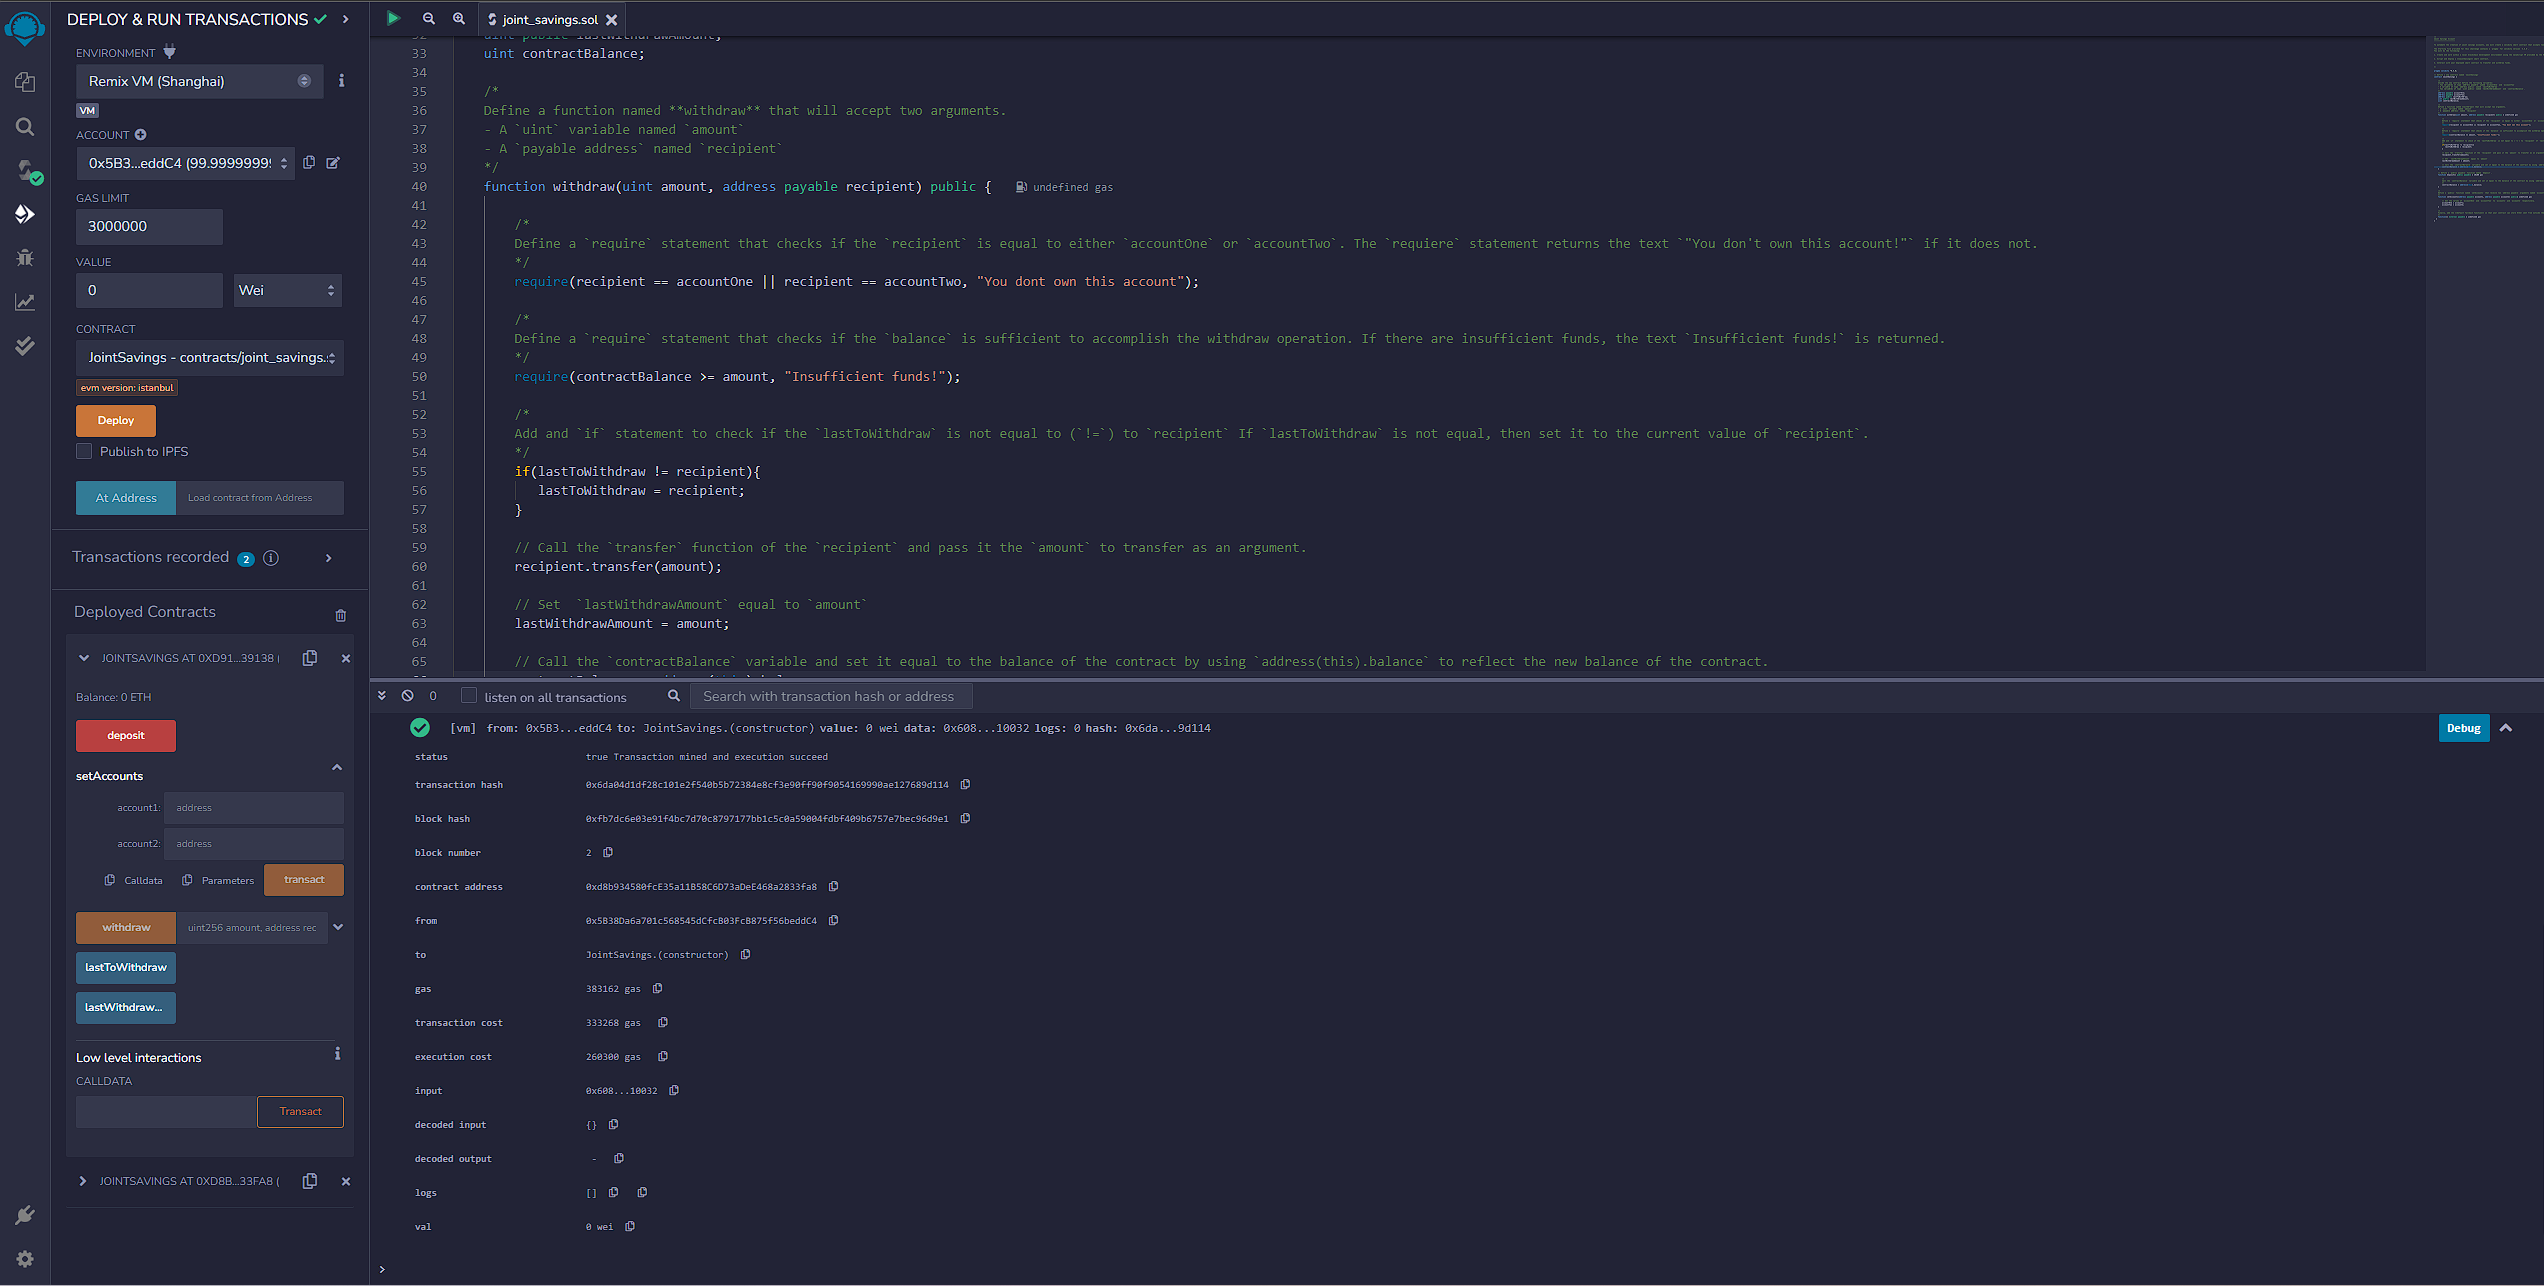 DEPLOY & RUN TRANSACTIONS
ENVIRONMENT
Remix VM (Shanghai)
VM
ACCOUNT
0x5B3...eddC4 (99.9999999
GAS LIMIT
3000000
VALUE
0
Wei
CONTRACT
JointSavings - contracts/joint_savings.
evm version: istanbul
Deploy
Publish to IPFS
At Address
Load contract from Address
Transactions recorded 2
Deployed Contracts
JOINTSAVINGS AT 0XD91...39138 (
Balance: 0 ETH
deposit
setAccounts
account1: address
account2: address
Calldata Parameters transact
withdraw uint256 amount, address rec
lastToWithdraw
lastWithdraw...
Low level interactions
CALLDATA
Transact
JOINTSAVINGS AT 0XD8B...33FA8 (
joint_savings.sol
32 uint public lastWithdrawAmount;
33 uint contractBalance;
34
35 /*
36 Define a function named **withdraw** that will accept two arguments.
37 - A `uint` variable named `amount`
38 - A `payable address` named `recipient`
39 */
40 function withdraw(uint amount, address payable recipient) public { undefined gas
41
42 /*
43 Define a `require` statement that checks if the `recipient` is equal to either `accountOne` or `accountTwo`. The `requiere` statement returns the text `"You don't own this account!"` if it does not.
44 */
45 require(recipient == accountOne || recipient == accountTwo, "You dont own this account");
46
47 /*
48 Define a `require` statement that checks if the `balance` is sufficient to accomplish the withdraw operation. If there are insufficient funds, the text `Insufficient funds!` is returned.
49 */
50 require(contractBalance >= amount, "Insufficient funds!");
51
52 /*
53 Add and `if` statement to check if the `lastToWithdraw` is not equal to (`!=`) to `recipient` If `lastToWithdraw` is not equal, then set it to the current value of `recipient`.
54 */
55 if(lastToWithdraw != recipient){
56 lastToWithdraw = recipient;
57 }
58
59 // Call the `transfer` function of the `recipient` and pass it the `amount` to transfer as an argument.
60 recipient.transfer(amount);
61
62 // Set  `lastWithdrawAmount` equal to `amount`
63 lastWithdrawAmount = amount;
64
65 // Call the `contractBalance` variable and set it equal to the balance of the contract by using `address(this).balance` to reflect the new balance of the contract.
0 listen on all transactions Search with transaction hash or address
[vm] from: 0x5B3...eddC4 to: JointSavings.(constructor) value: 0 wei data: 0x608...10032 logs: 0 hash: 0x6da...9d114
Debug
status true Transaction mined and execution succeed
transaction hash 0x6da04d1df28c101e2f540b5b72384e8cf3e90ff90f9054169990ae127689d114
block hash 0xfb7dc6e03e91f4bc7d70c8797177bb1c5c0a59004fdbf409b6757e7bec96d9e1
block number 2
contract address 0xd8b934580fcE35a11B58C6D73aDeE468a2833fa8
from 0x5B38Da6a701c568545dCfcB03FcB875f56beddC4
to JointSavings.(constructor)
gas 383162 gas
transaction cost 333268 gas
execution cost 260300 gas
input 0x608...10032
decoded input {}
decoded output -
logs []
val 0 wei
>